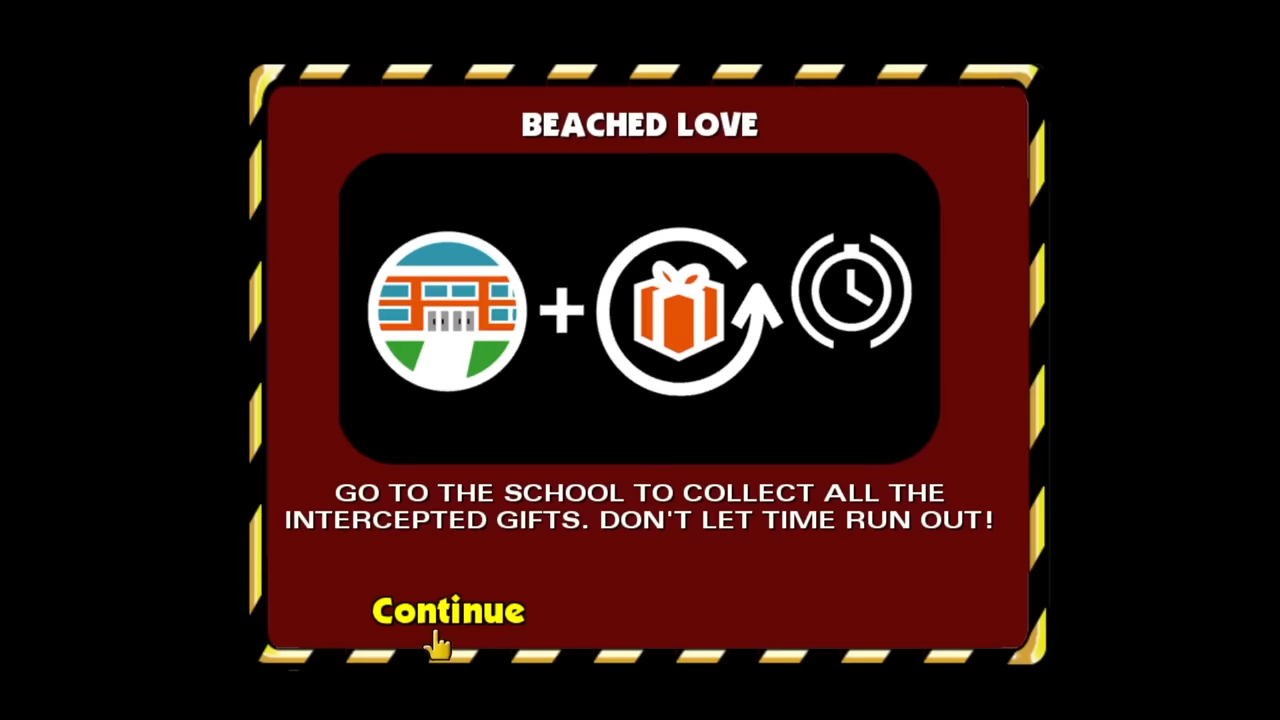 BEACHED LOVE
GO TO THE SCHOOL TO COLLECT ALL THE
INTERCEPTED GIFTS. DON'T LET TIME RUN OUT!
Continue